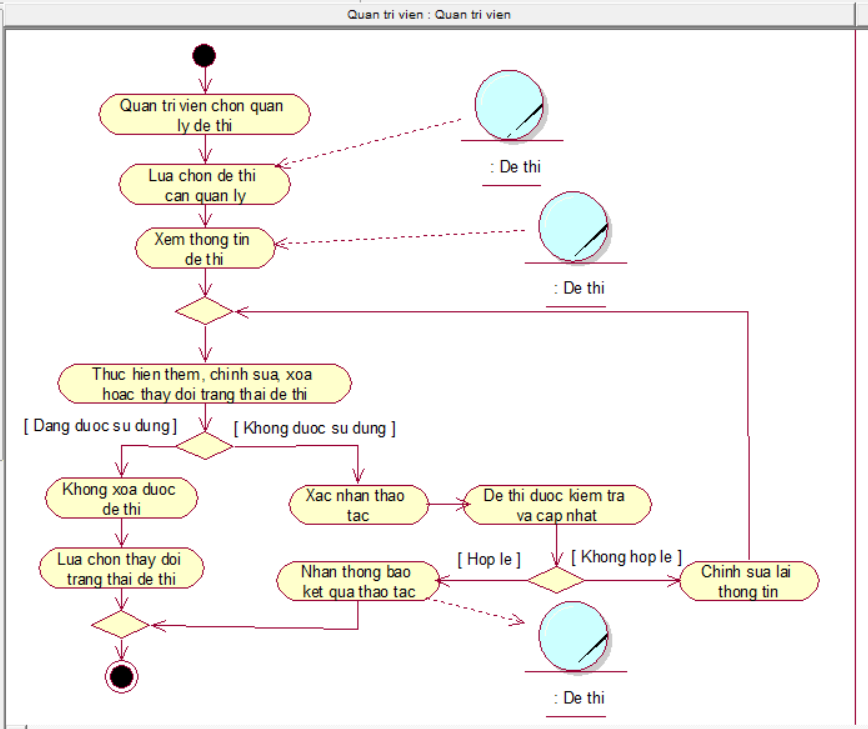 Quan tri vien : Quan tri vien
Quan tri vien chon quan
ly de thi
: De thi
Lua chon de thi
can quan ly
Xem thong tin
de thi
: De thi
Thuc hien them, chinh sua, xoa
hoac thay doi trang thai de thi
[ Dang duoc su dung ]
[ Khong duoc su dung ]
Khong xoa duoc
de thi
Xac nhan thao
tac
De thi duoc kiem tra
va cap nhat
Lua chon thay doi
trang thai de thi
Nhan thong bao
ket qua thao tac
[ Hop le ]
[ Khong hop le ]
Chinh sua lai
thong tin
: De thi